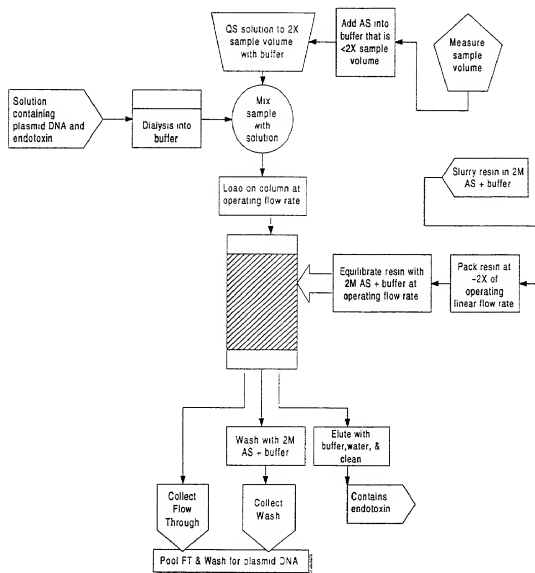 QS solution to 2X
sample volume
with buffer
Add AS into
buffer that is
<2X sample
volume
Measure
sample
volume
Solution
containing
plasmid DNA and
endotoxin
Dialysis into
buffer
Mix
sample
with
solution
Load on column at
operating flow rate
Slurry resin in 2M
AS + buffer
Equilibrate resin with
2M AS + buffer at
operating flow rate
Pack resin at
~2X of
operating
linear flow rate
Wash with 2M
AS + buffer
Elute with
buffer,water, &
clean
Collect
Flow
Through
Collect
Wash
Contains
endotoxin
Pool FT & Wash for plasmid DNA